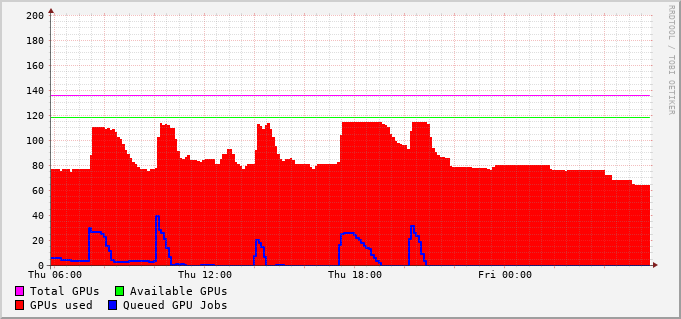 200
180
160
140
120
100
80
60
40
20
0
Thu 06:00 Thu 12:00 Thu 18:00 Fri 00:00
Total GPUs Available GPUs
GPUs used Queued GPU Jobs
RRDTOOL / TOBI OETIKER